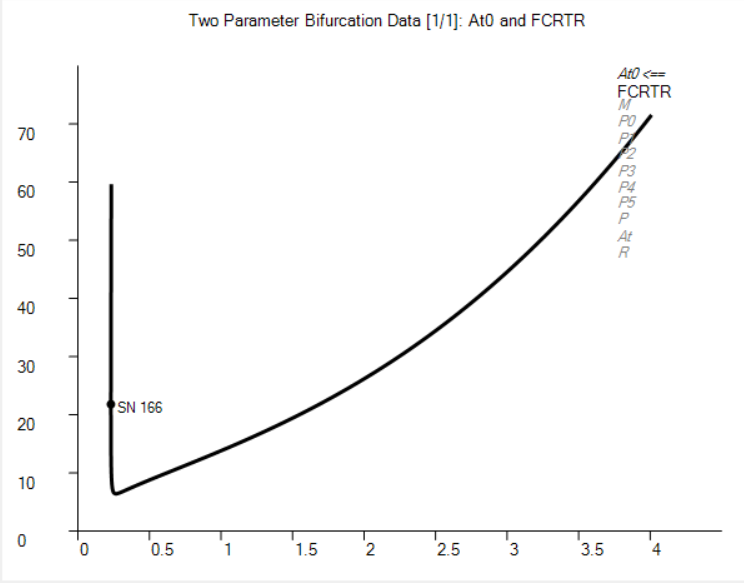 Two Parameter Bifurcation Data [1/1]: At0 and FCRTR
At0 <==
FCRTR
M
P0
P1
P2
P3
P4
P5
P
At
R
70
60
50
40
30
20
10
0
SN 166
0 0.5 1 1.5 2 2.5 3 3.5 4